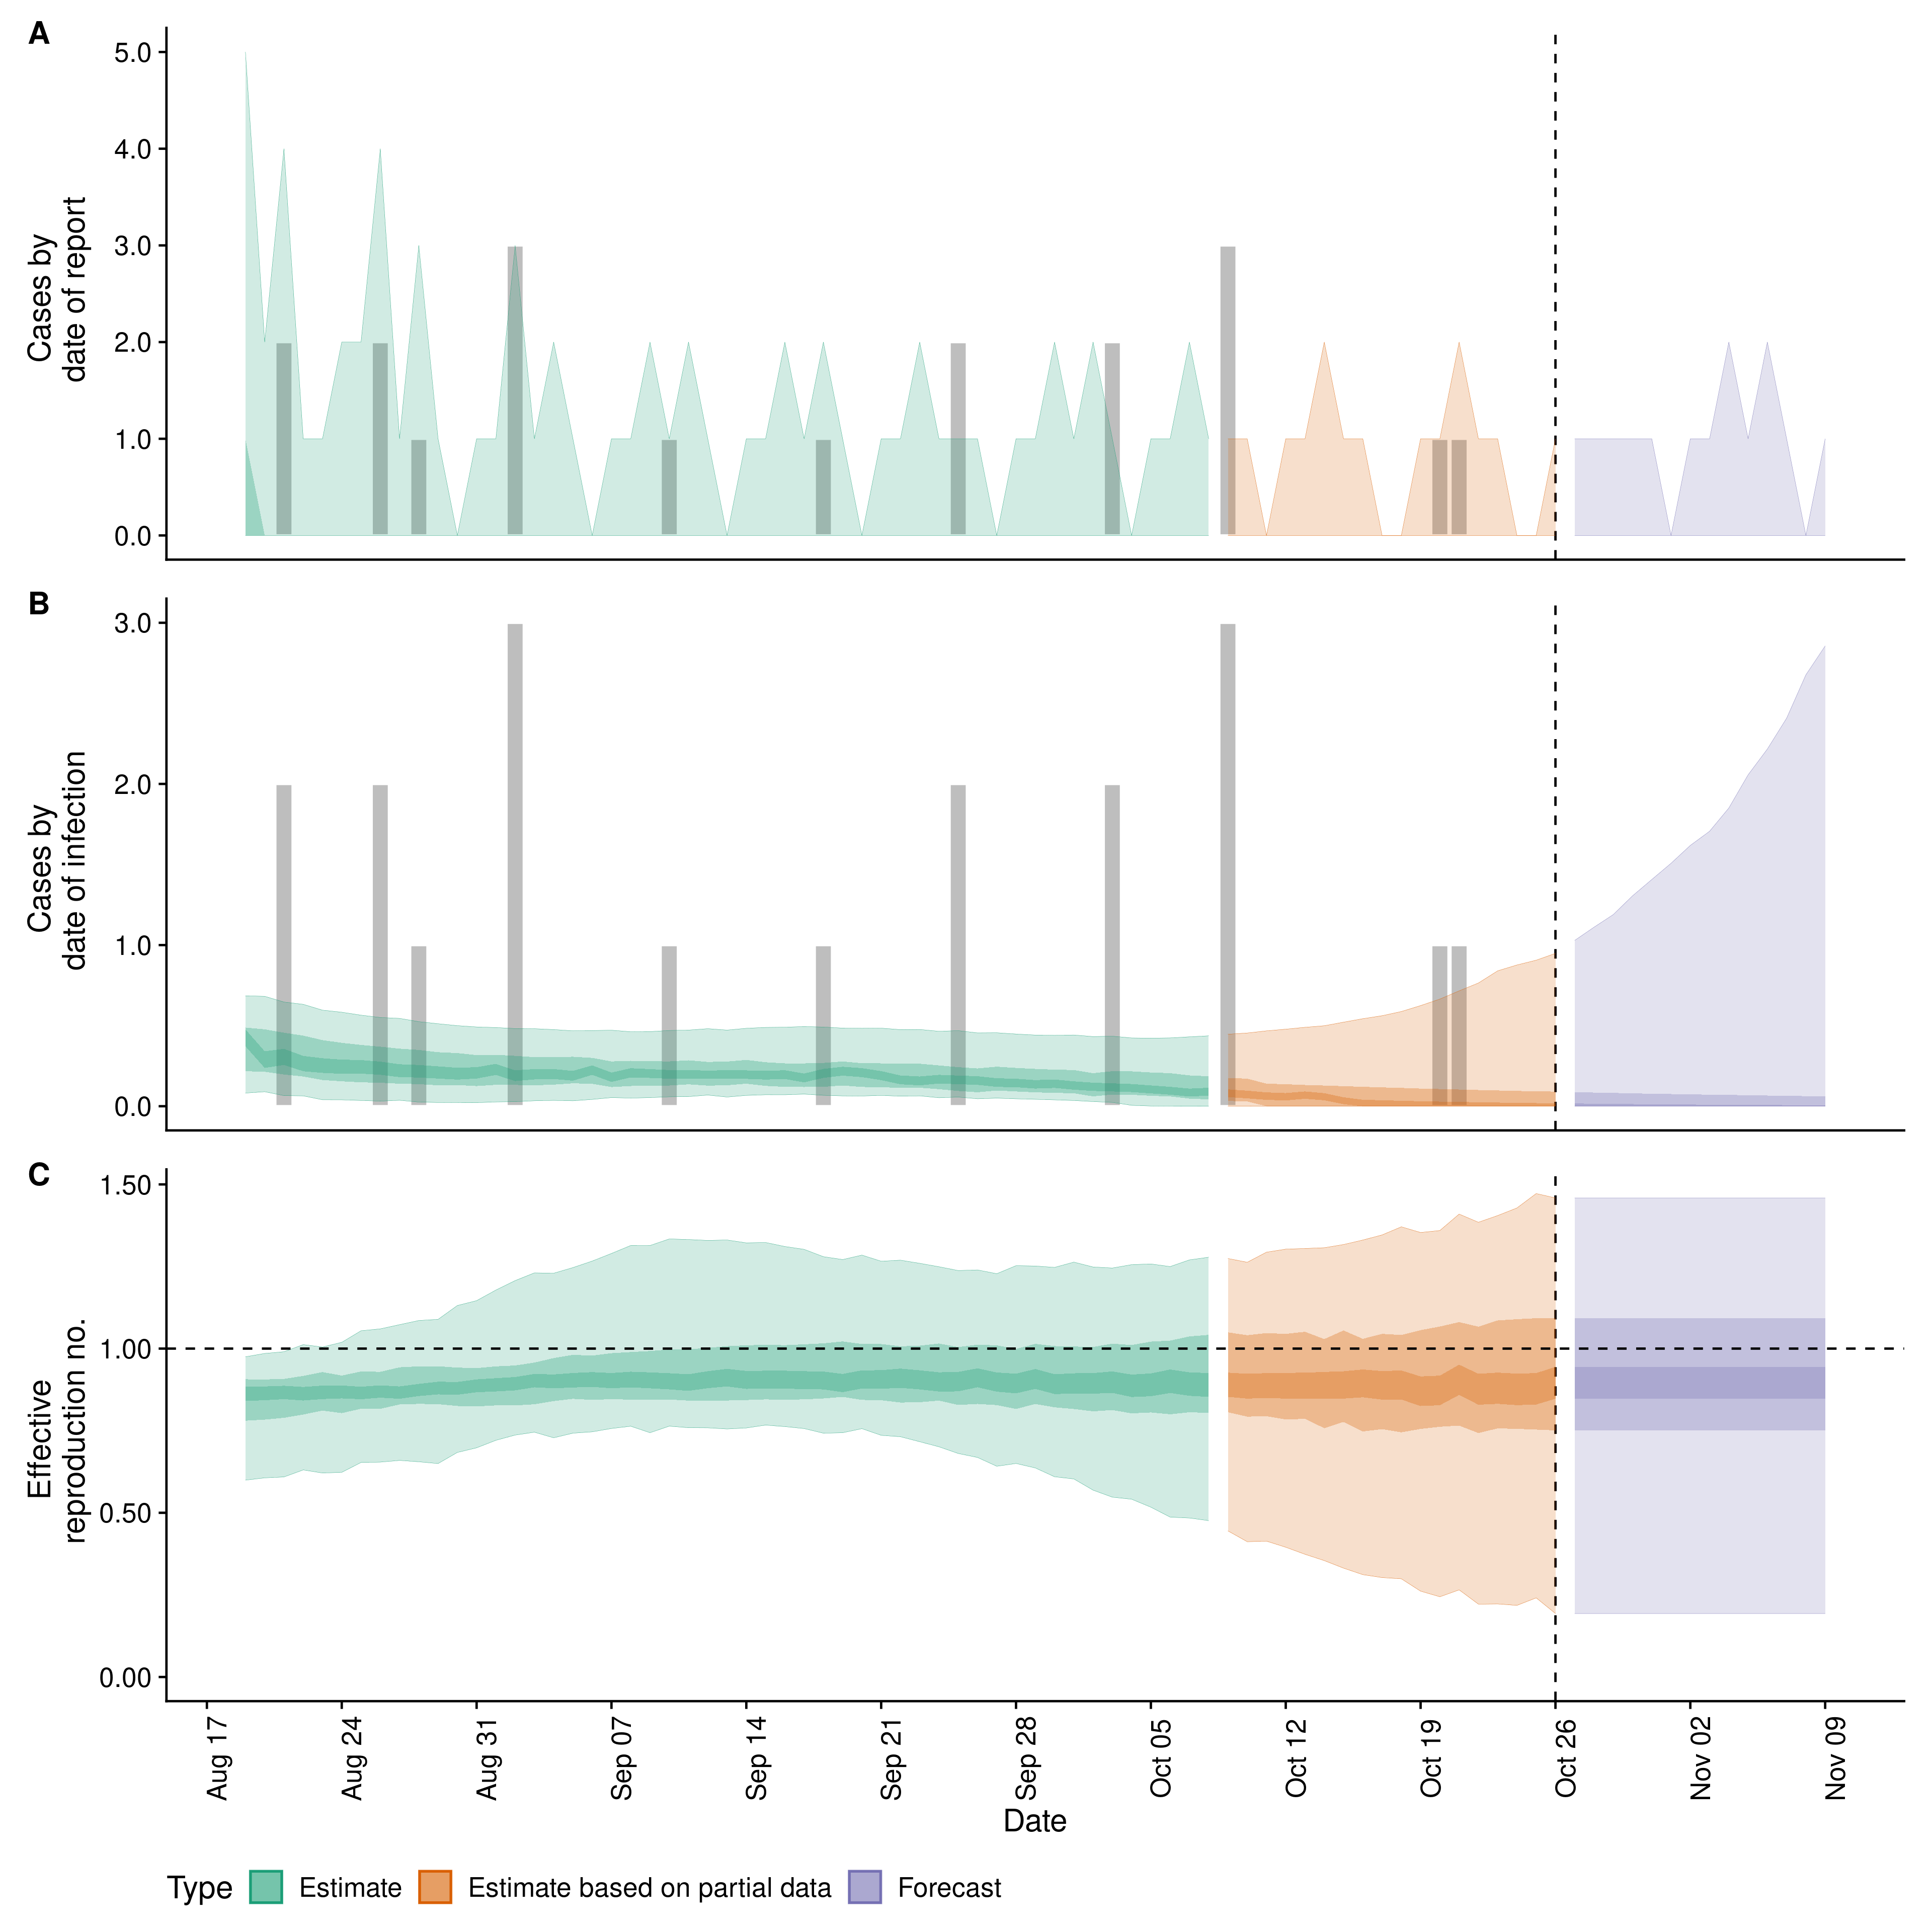 A
Cases by
date of report
5.0
4.0
3.0
2.0
1.0
0.0
B
Cases by
date of infection
3.0
2.0
1.0
0.0
C
Effective
reproduction no.
1.50
1.00
0.50
0.00
Aug 17
Aug 24
Aug 31
Sep 07
Sep 14
Sep 21
Sep 28
Oct 05
Oct 12
Oct 19
Oct 26
Nov 02
Nov 09
Date
Type Estimate Estimate based on partial data Forecast